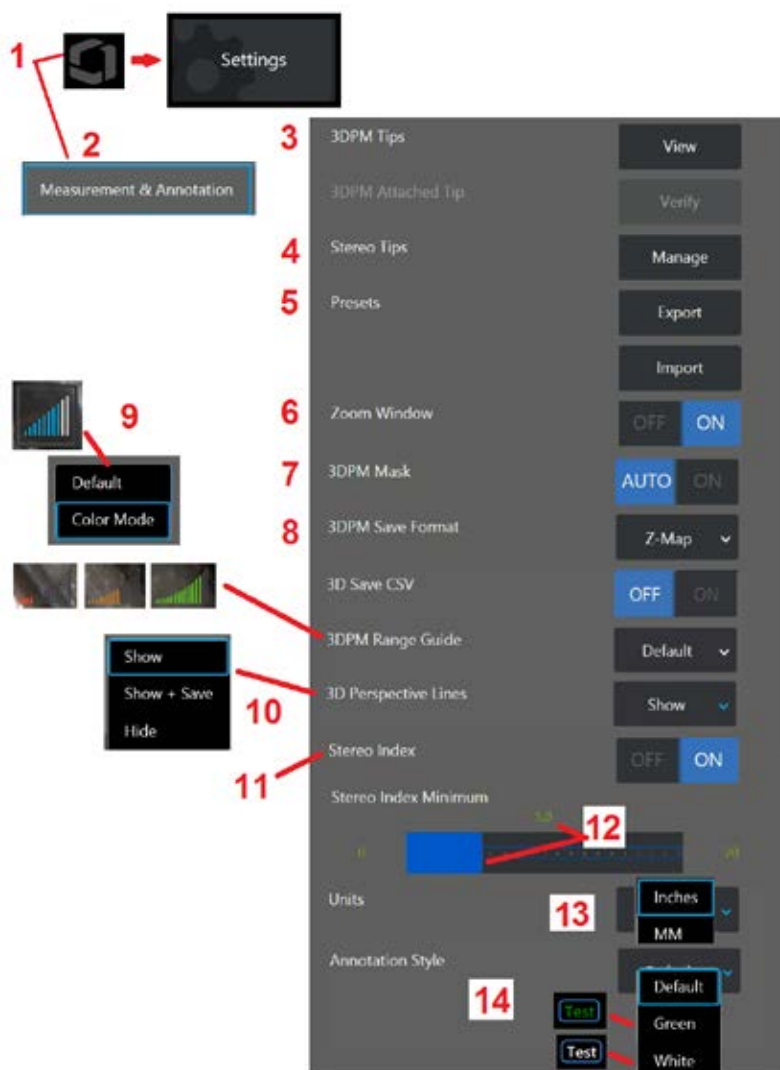 1
Settings
2
Measurement & Annotation
3 3DPM Tips View
3DPM Attached Tip Verify
4 Stereo Tips Manage
5 Presets Export
Import
6 Zoom Window OFF ON
9
Default
Color Mode
7 3DPM Mask AUTO ON
8 3DPM Save Format Z-Map
3D Save CSV OFF ON
3DPM Range Guide Default
Show
Show + Save
Hide
10
3D Perspective Lines Show
11
Stereo Index OFF ON
Stereo Index Minimum
12
0 20
Units 13 Inches
MM
Annotation Style
14
Default
Test Green
Test White